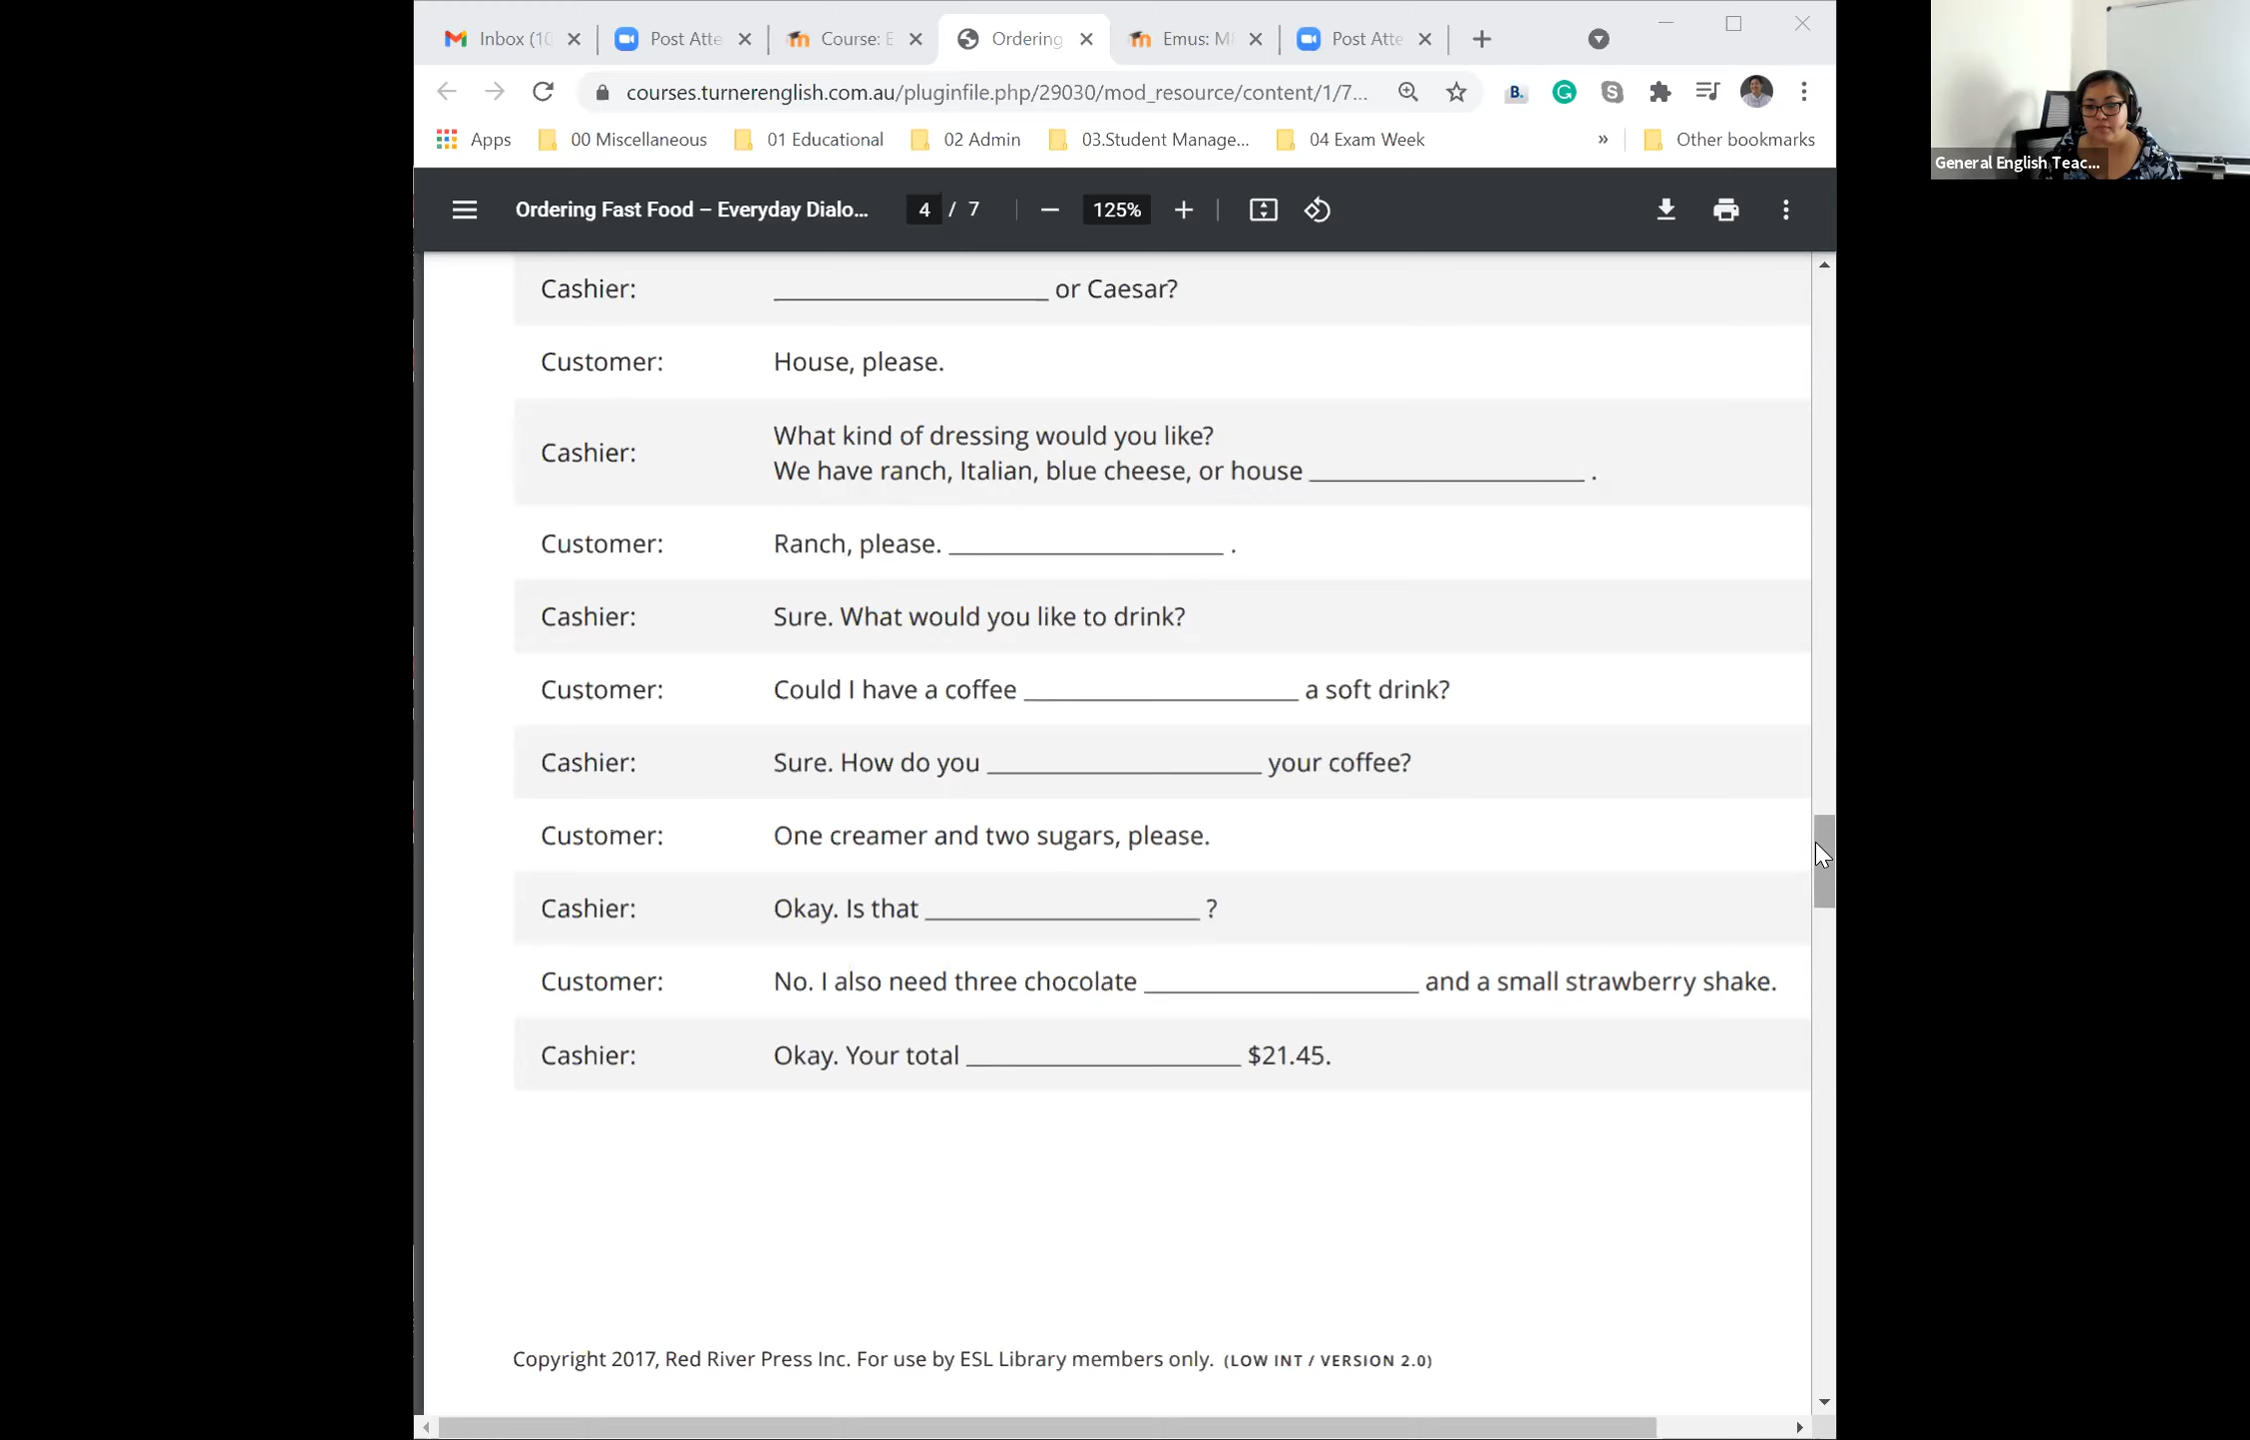 Inbox (10
Post Atte
Course: E
Ordering
Emus: M
Post Atte
courses.turnerenglish.com.au/pluginfile.php/29030/mod_resource/content/1/7...
B.
Apps
00 Miscellaneous
01 Educational
02 Admin
03.Student Manage...
04 Exam Week
»
Other bookmarks
General English Teac...
Ordering Fast Food – Everyday Dialo...
4 / 7
125%
Cashier: ____________________ or Caesar?
Customer: House, please.
Cashier: What kind of dressing would you like?
We have ranch, Italian, blue cheese, or house ____________________ .
Customer: Ranch, please. ____________________ .
Cashier: Sure. What would you like to drink?
Customer: Could I have a coffee ____________________ a soft drink?
Cashier: Sure. How do you ____________________ your coffee?
Customer: One creamer and two sugars, please.
Cashier: Okay. Is that ____________________ ?
Customer: No. I also need three chocolate ____________________ and a small strawberry shake.
Cashier: Okay. Your total ____________________ $21.45.
Copyright 2017, Red River Press Inc. For use by ESL Library members only. (LOW INT / VERSION 2.0)